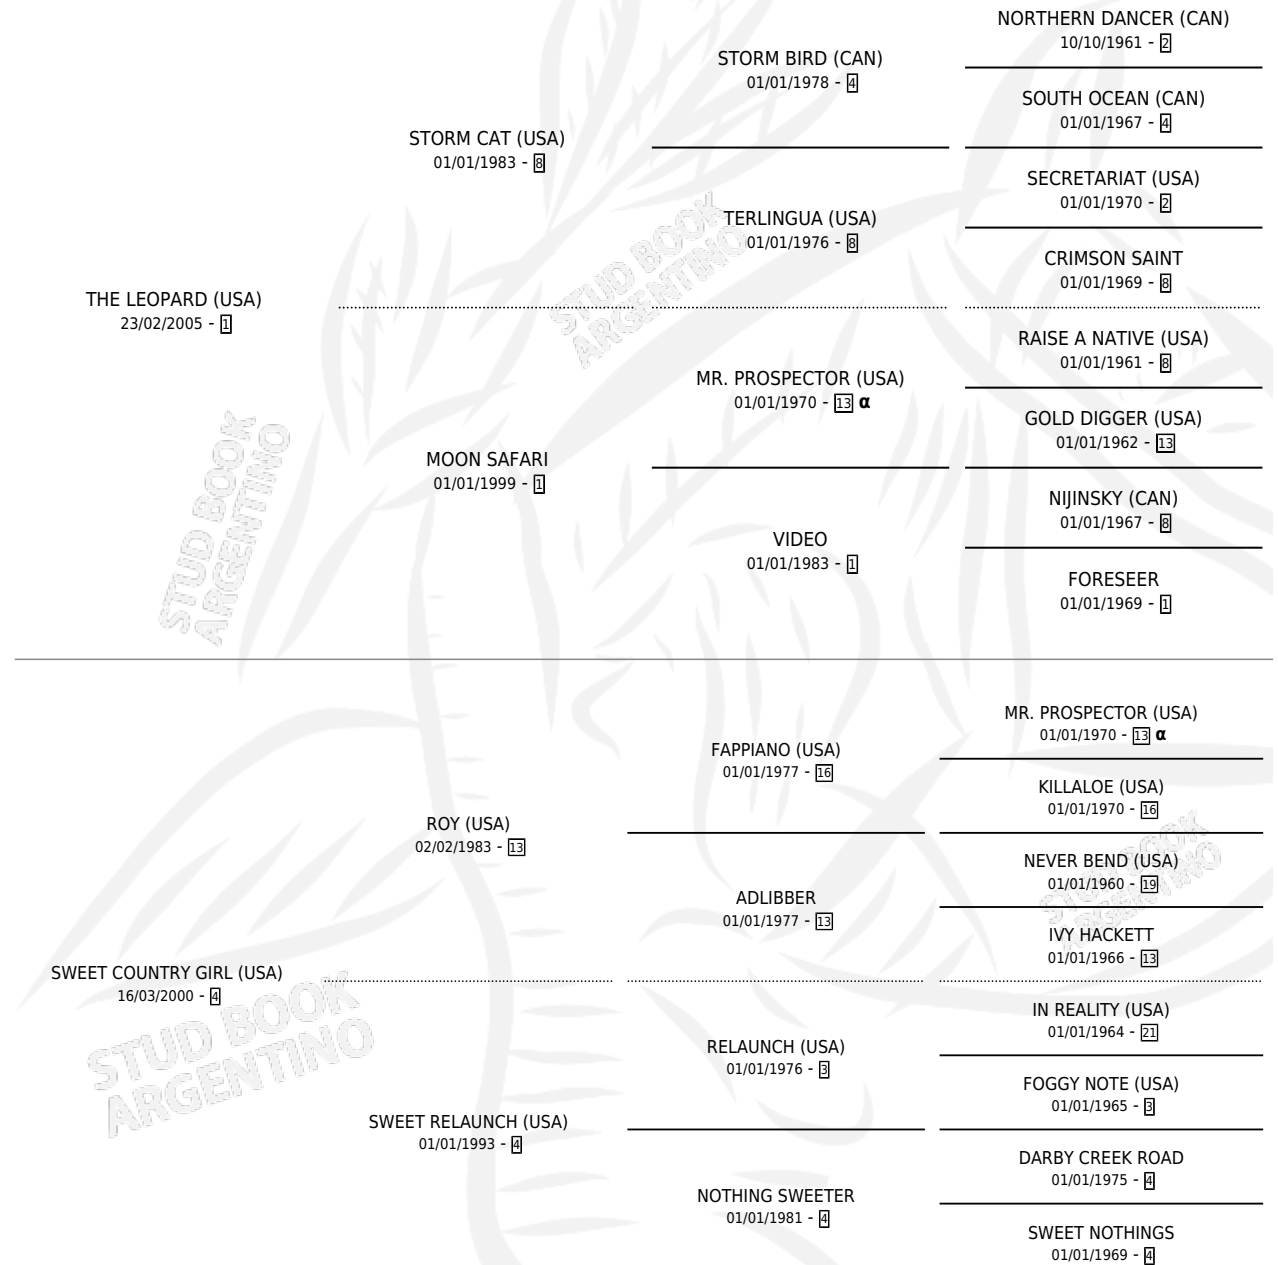 NORTHERN DANCER (CAN)
10/10/1961 - 2
STORM BIRD (CAN)
01/01/1978 - 4
SOUTH OCEAN (CAN)
01/01/1967 - 4
STORM CAT (USA)
01/01/1983 - 8
SECRETARIAT (USA)
01/01/1970 - 2
TERLINGUA (USA)
01/01/1976 - 8
CRIMSON SAINT
01/01/1969 - 8
THE LEOPARD (USA)
23/02/2005 - 1
RAISE A NATIVE (USA)
01/01/1961 - 8
MR. PROSPECTOR (USA)
01/01/1970 - 13 α
GOLD DIGGER (USA)
01/01/1962 - 13
MOON SAFARI
01/01/1999 - 1
NIJINSKY (CAN)
01/01/1967 - 8
VIDEO
01/01/1983 - 1
FORESEER
01/01/1969 - 1
MR. PROSPECTOR (USA)
01/01/1970 - 13 α
FAPPIANO (USA)
01/01/1977 - 16
KILLALOE (USA)
01/01/1970 - 16
ROY (USA)
02/02/1983 - 13
NEVER BEND (USA)
01/01/1960 - 19
ADLIBBER
01/01/1977 - 13
IVY HACKETT
01/01/1966 - 13
SWEET COUNTRY GIRL (USA)
16/03/2000 - 4
IN REALITY (USA)
01/01/1964 - 21
RELAUNCH (USA)
01/01/1976 - 3
FOGGY NOTE (USA)
01/01/1965 - 3
SWEET RELAUNCH (USA)
01/01/1993 - 4
DARBY CREEK ROAD
01/01/1975 - 4
NOTHING SWEETER
01/01/1981 - 4
SWEET NOTHINGS
01/01/1969 - 4
STUD BOOK
ARGENTINO
STUD BOOK
ARGENTINO
STUD BOOK
ARGENTINO
STUD BOOK
ARGENTINO